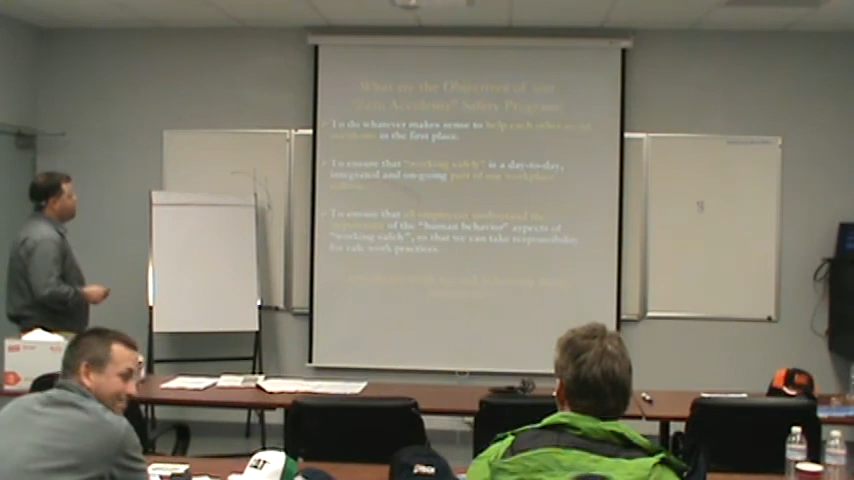 What are the Objectives of our
"Zero Accidents" Safety Program?
To do whatever makes sense to help each other avoid
in the first place.
To ensure that "working safely" is a day-to-day,
integrated and on-going part of our workplace
culture.
To ensure that all employees understand the
importance of the "human behavior" aspects of
"working safely", so that we can take responsibility
for safe work practices.
CAT